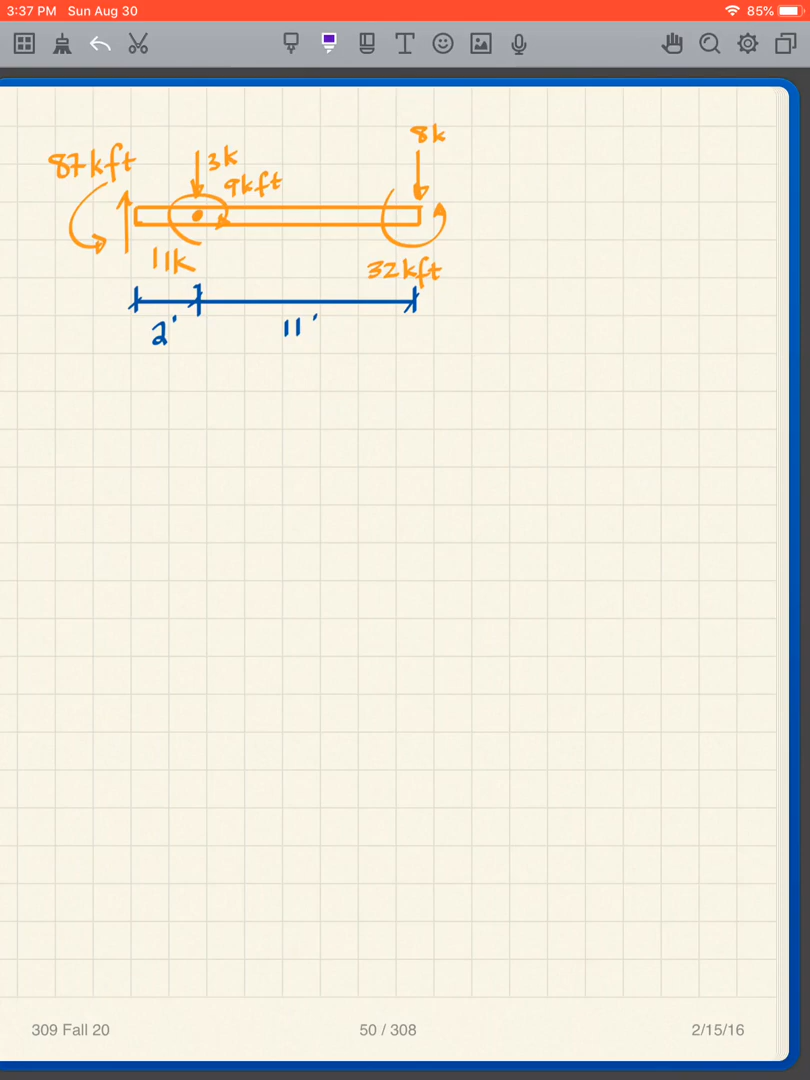 3:37 PM Sun Aug 30
85%
T
8k
87kft
3k
9kft
11k
32kft
2'
11'
309 Fall 20
50 / 308
2/15/16